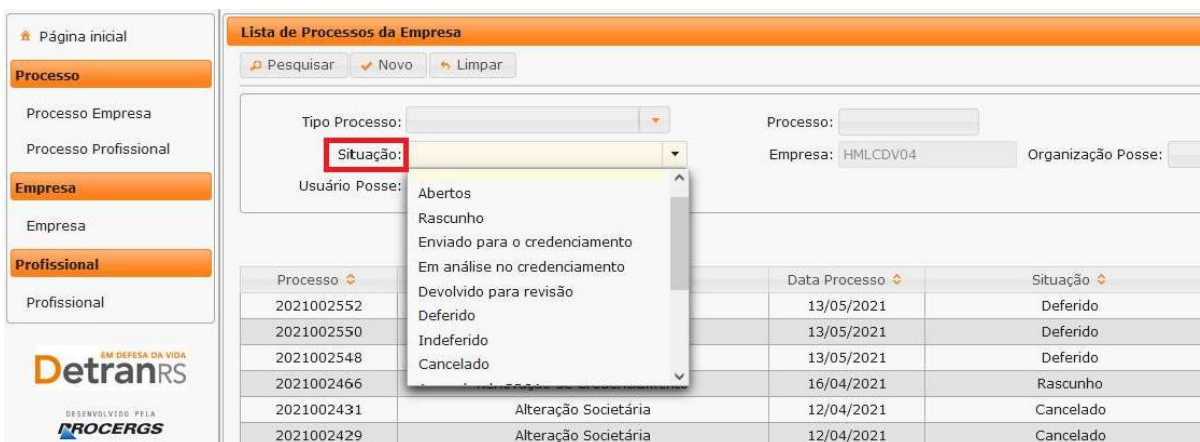 Página inicial
Processo
Processo Empresa
Processo Profissional
Empresa
Empresa
Profissional
Profissional
EM DEFESA DA VIDA
DetranRS
DESENVOLVIDO PELA
PROCERGS
Lista de Processos da Empresa
Pesquisar Novo Limpar
Tipo Processo: Processo:
Situação: Empresa: HMLCDV04 Organização Posse:
Usuário Posse:
Abertos
Rascunho
Enviado para o credenciamento
Em análise no credenciamento
Devolvido para revisão
Deferido
Indeferido
Cancelado
Processo Data Processo Situação
2021002552 13/05/2021 Deferido
2021002550 13/05/2021 Deferido
2021002548 13/05/2021 Deferido
2021002466 16/04/2021 Rascunho
2021002431 Alteração Societária 12/04/2021 Cancelado
2021002429 Alteração Societária 12/04/2021 Cancelado